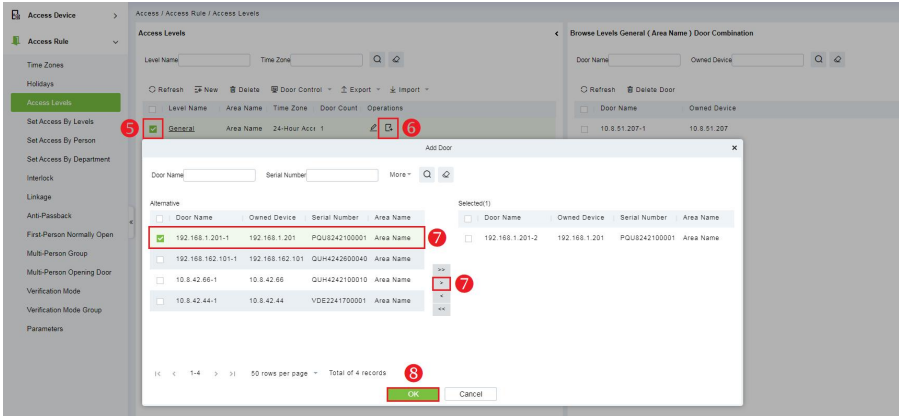 Access Device
Access Rule
Time Zones
Holidays
Access Levels
Set Access By Levels
Set Access By Person
Set Access By Department
Interlock
Linkage
Anti-Passback
First-Person Normally Open
Multi-Person Group
Multi-Person Opening Door
Verification Mode
Verification Mode Group
Parameters
Access / Access Rule / Access Levels
Access Levels
Level Name Time Zone
Refresh New Delete Door Control Export Import
Level Name Area Name Time Zone Door Count Operations
5 General Area Name 24-Hour Acce 1 6
Browse Levels General ( Area Name ) Door Combination
Door Name Owned Device
Refresh Delete Door
Door Name Owned Device
10.8.51.207-1 10.8.51.207
Add Door
Door Name Serial Number More
Alternative
Door Name Owned Device Serial Number Area Name
192.168.1.201-1 192.168.1.201 PQU8242100001 Area Name 7
192.168.162.101-1 192.168.162.101 QUH4242600040 Area Name
10.8.42.66-1 10.8.42.66 QUH4242100010 Area Name
10.8.42.44-1 10.8.42.44 VDE2241700001 Area Name
>>
> 7
<
<<
Selected(1)
Door Name Owned Device Serial Number Area Name
192.168.1.201-2 192.168.1.201 PQU8242100001 Area Name
1-4 50 rows per page Total of 4 records
8
OK Cancel